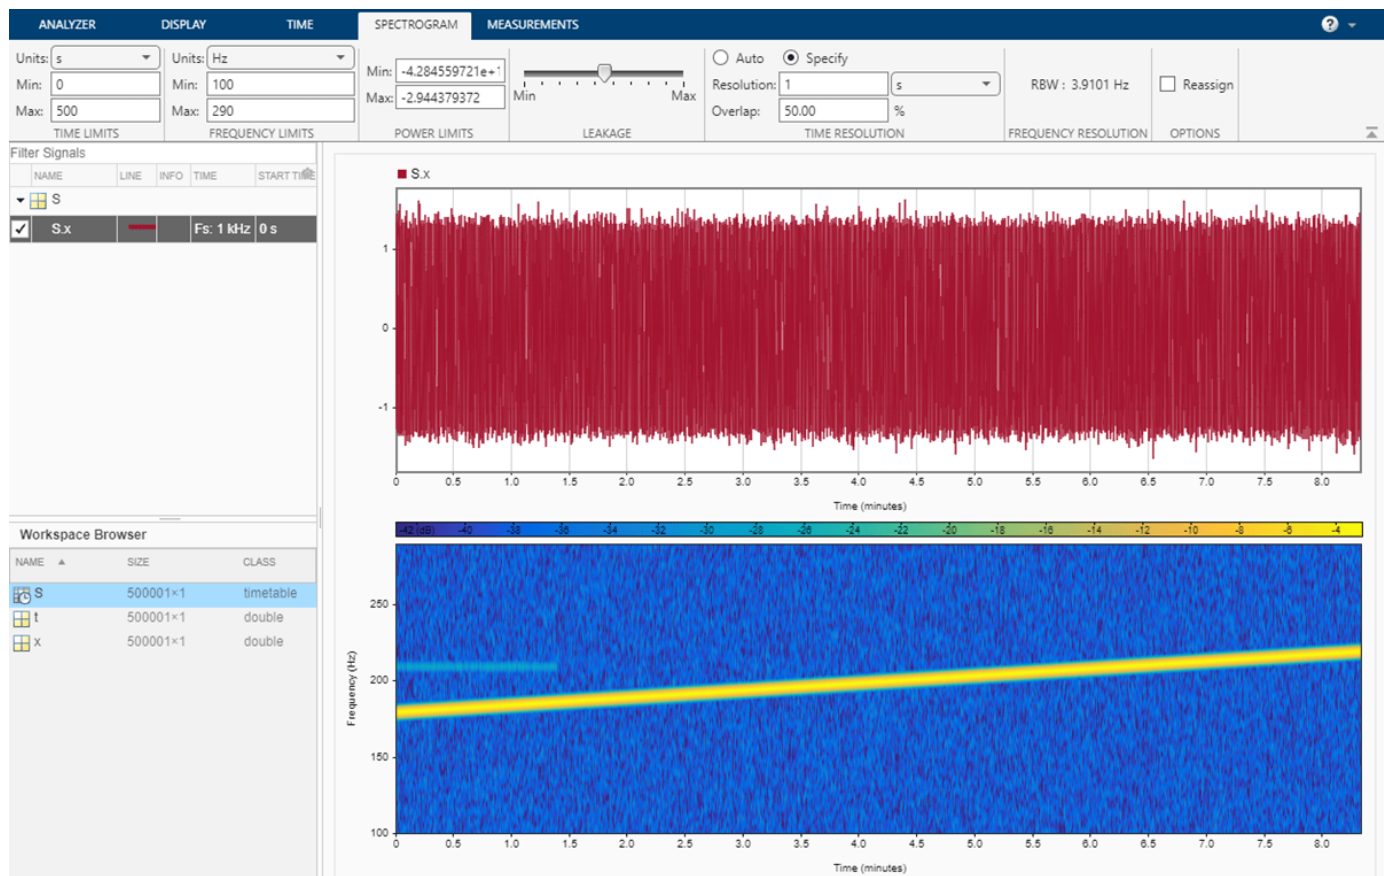 ANALYZER DISPLAY TIME SPECTROGRAM MEASUREMENTS ?
Units: s Units: Hz Min: -4.284559721e+1 Auto Specify
Min: 0 Min: 100 Max: -2.944379372 Min Max Resolution: 1 s RBW : 3.9101 Hz Reassign
Max: 500 Max: 290 Overlap: 50.00 %
TIME LIMITS FREQUENCY LIMITS POWER LIMITS LEAKAGE TIME RESOLUTION FREQUENCY RESOLUTION OPTIONS
Filter Signals
NAME LINE INFO TIME START TIME
S
S.x Fs: 1 kHz 0 s
S.x
1
0
-1
0 0.5 1.0 1.5 2.0 2.5 3.0 3.5 4.0 4.5 5.0 5.5 6.0 6.5 7.0 7.5 8.0
Time (minutes)
Workspace Browser
NAME SIZE CLASS
S 500001×1 timetable
t 500001×1 double
x 500001×1 double
-42 (dB) -40 -38 -36 -34 -32 -30 -28 -26 -24 -22 -20 -18 -16 -14 -12 -10 -8 -6 -4
Frequency (Hz)
250
200
150
100
0 0.5 1.0 1.5 2.0 2.5 3.0 3.5 4.0 4.5 5.0 5.5 6.0 6.5 7.0 7.5 8.0
Time (minutes)